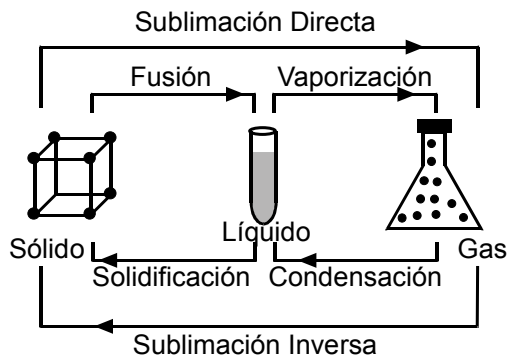 Sublimación Directa
Fusión
Vaporización
Líquido
Sólido
Gas
Solidificación
Condensación
Sublimación Inversa